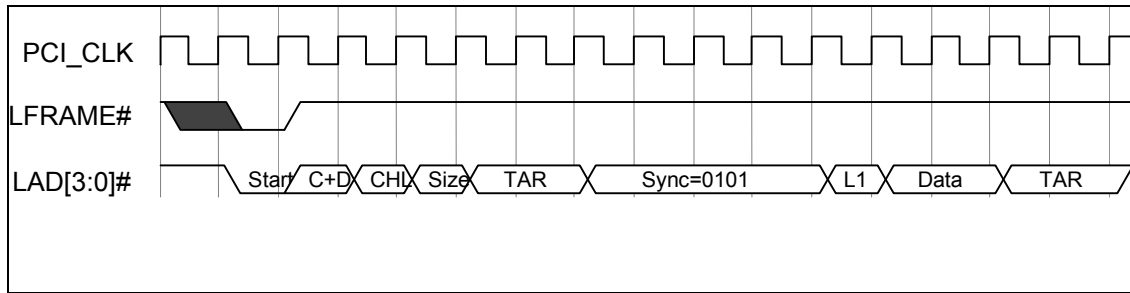 PCI_CLK
LFRAME#
LAD[3:0]# Start C+D CHL Size TAR Sync=0101 L1 Data TAR